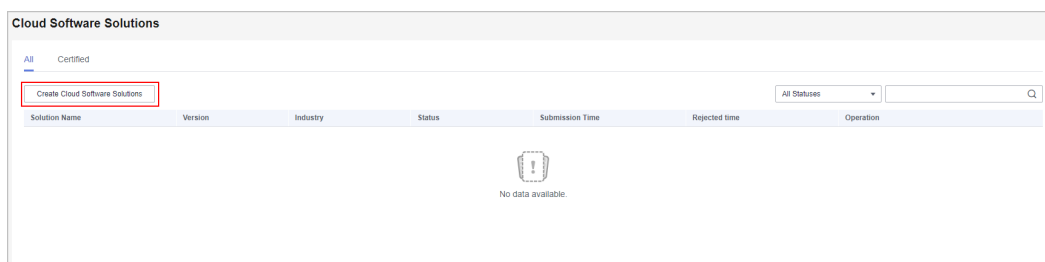 Cloud Software Solutions
All Certified
Create Cloud Software Solutions All Statuses
Solution Name Version Industry Status Submission Time Rejected time Operation
No data available.